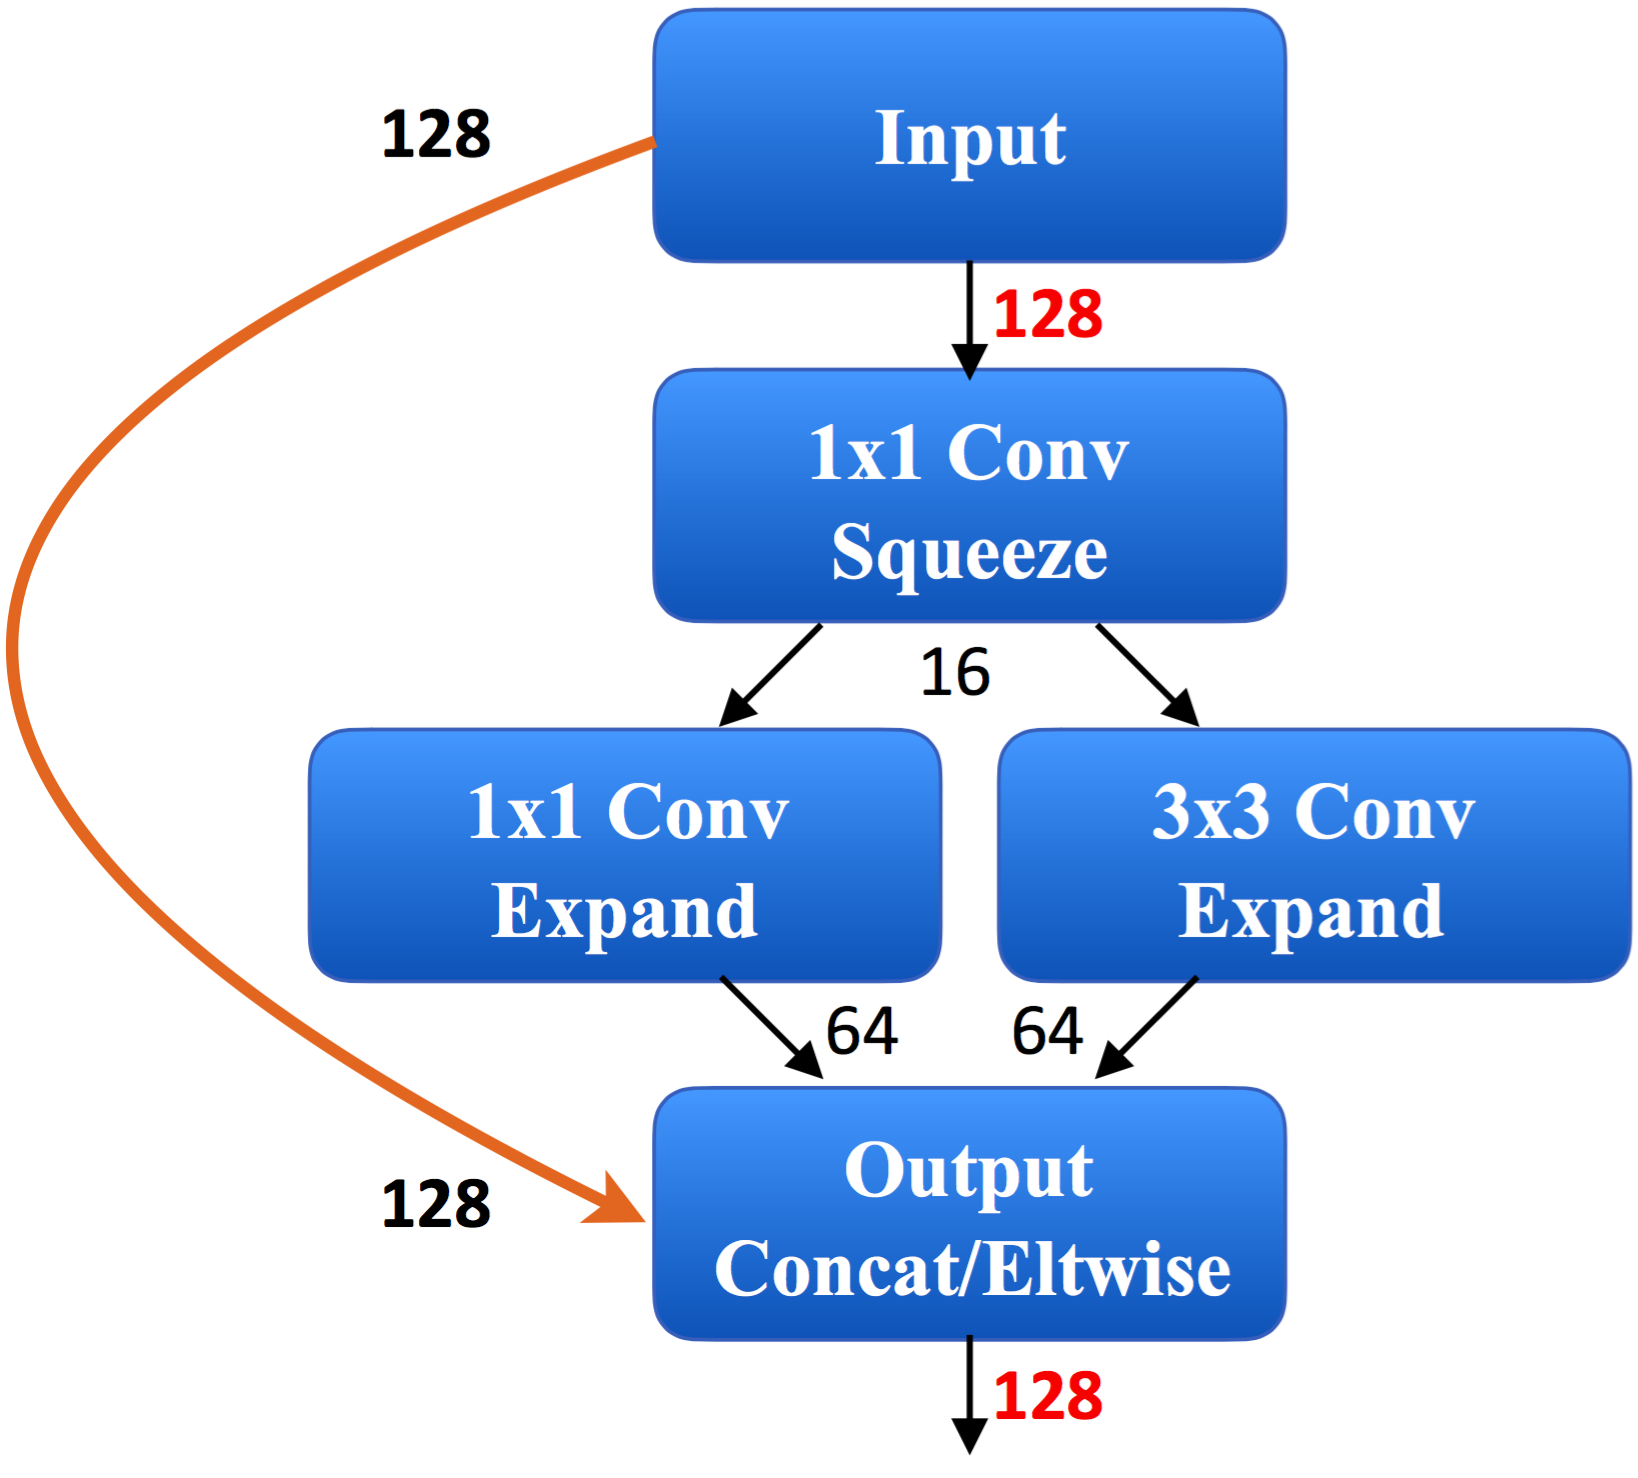 Input
128
128
1x1 Conv
Squeeze
16
1x1 Conv
Expand
3x3 Conv
Expand
64
64
128
Output
Concat/Eltwise
128